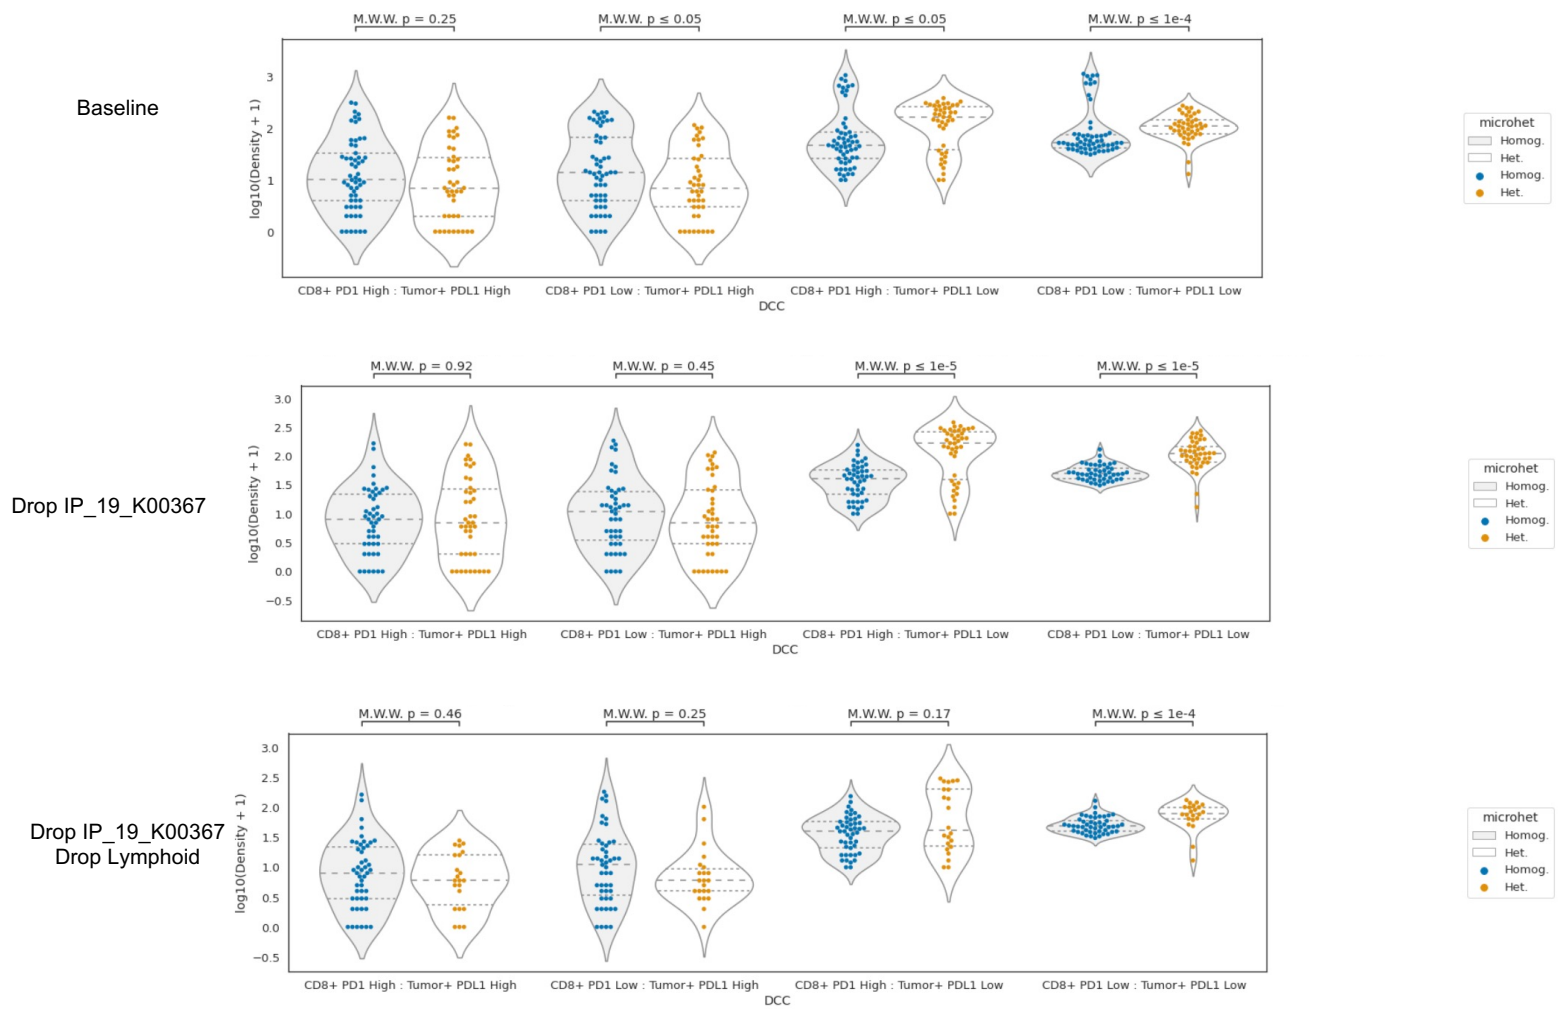 M.W.W. p = 0.25
M.W.W. p ≤ 0.05
M.W.W. p ≤ 0.05
M.W.W. p ≤ 1e-4
Baseline
log10(Density + 1)
3
2
1
0
CD8+ PD1 High : Tumor+ PDL1 High
CD8+ PD1 Low : Tumor+ PDL1 High
CD8+ PD1 High : Tumor+ PDL1 Low
CD8+ PD1 Low : Tumor+ PDL1 Low
DCC
microhet
Homog.
Het.
Homog.
Het.
M.W.W. p = 0.92
M.W.W. p = 0.45
M.W.W. p ≤ 1e-5
M.W.W. p ≤ 1e-5
Drop IP_19_K00367
log10(Density + 1)
3.0
2.5
2.0
1.5
1.0
0.5
0.0
−0.5
CD8+ PD1 High : Tumor+ PDL1 High
CD8+ PD1 Low : Tumor+ PDL1 High
CD8+ PD1 High : Tumor+ PDL1 Low
CD8+ PD1 Low : Tumor+ PDL1 Low
DCC
microhet
Homog.
Het.
Homog.
Het.
M.W.W. p = 0.46
M.W.W. p = 0.25
M.W.W. p = 0.17
M.W.W. p ≤ 1e-4
Drop IP_19_K00367
Drop Lymphoid
log10(Density + 1)
3.0
2.5
2.0
1.5
1.0
0.5
0.0
−0.5
CD8+ PD1 High : Tumor+ PDL1 High
CD8+ PD1 Low : Tumor+ PDL1 High
CD8+ PD1 High : Tumor+ PDL1 Low
CD8+ PD1 Low : Tumor+ PDL1 Low
DCC
microhet
Homog.
Het.
Homog.
Het.